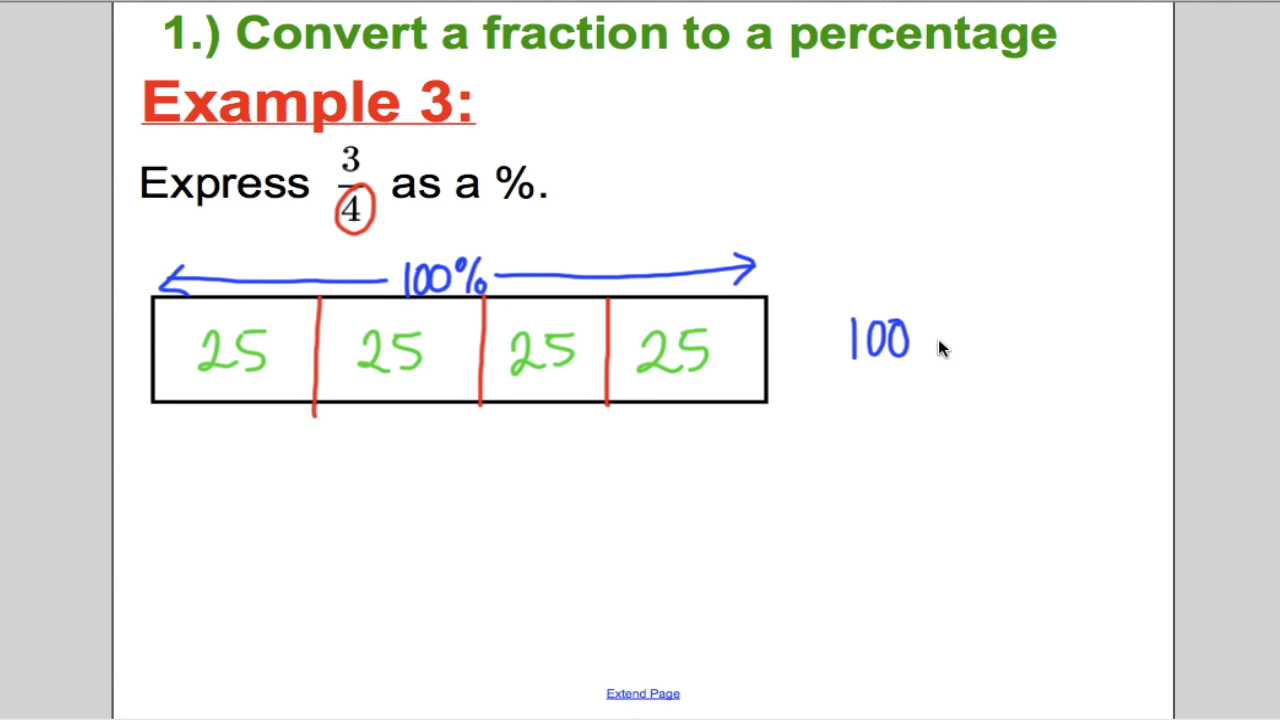 1.) Convert a fraction to a percentage
Example 3:
Express 3/4 as a %.
100%
25 25 25 25 100
Extend Page